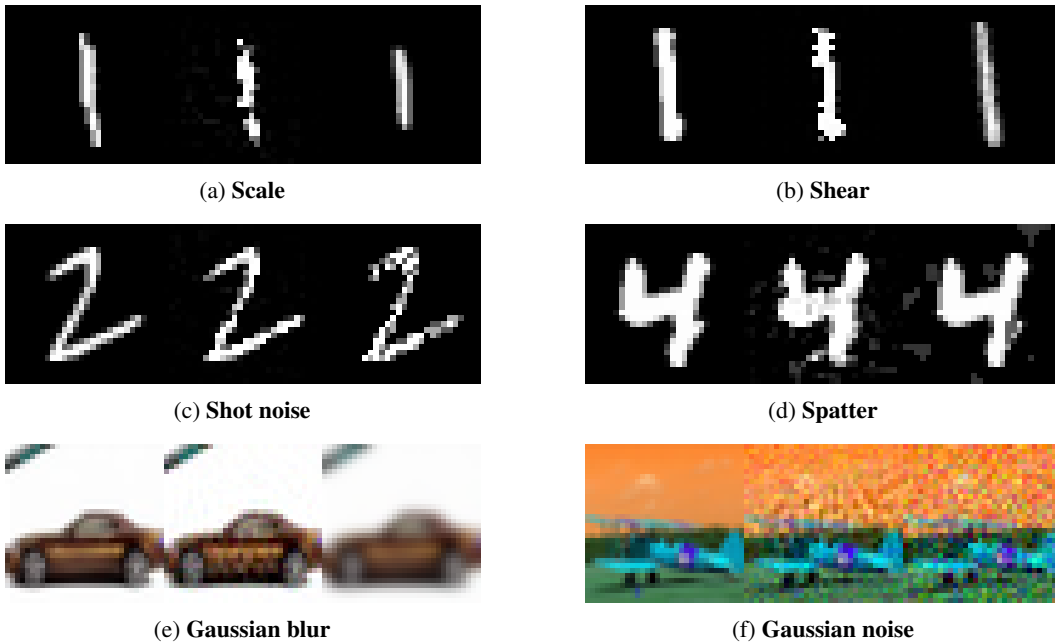 (a) Scale
(b) Shear
(c) Shot noise
(d) Spatter
(e) Gaussian blur
(f) Gaussian noise